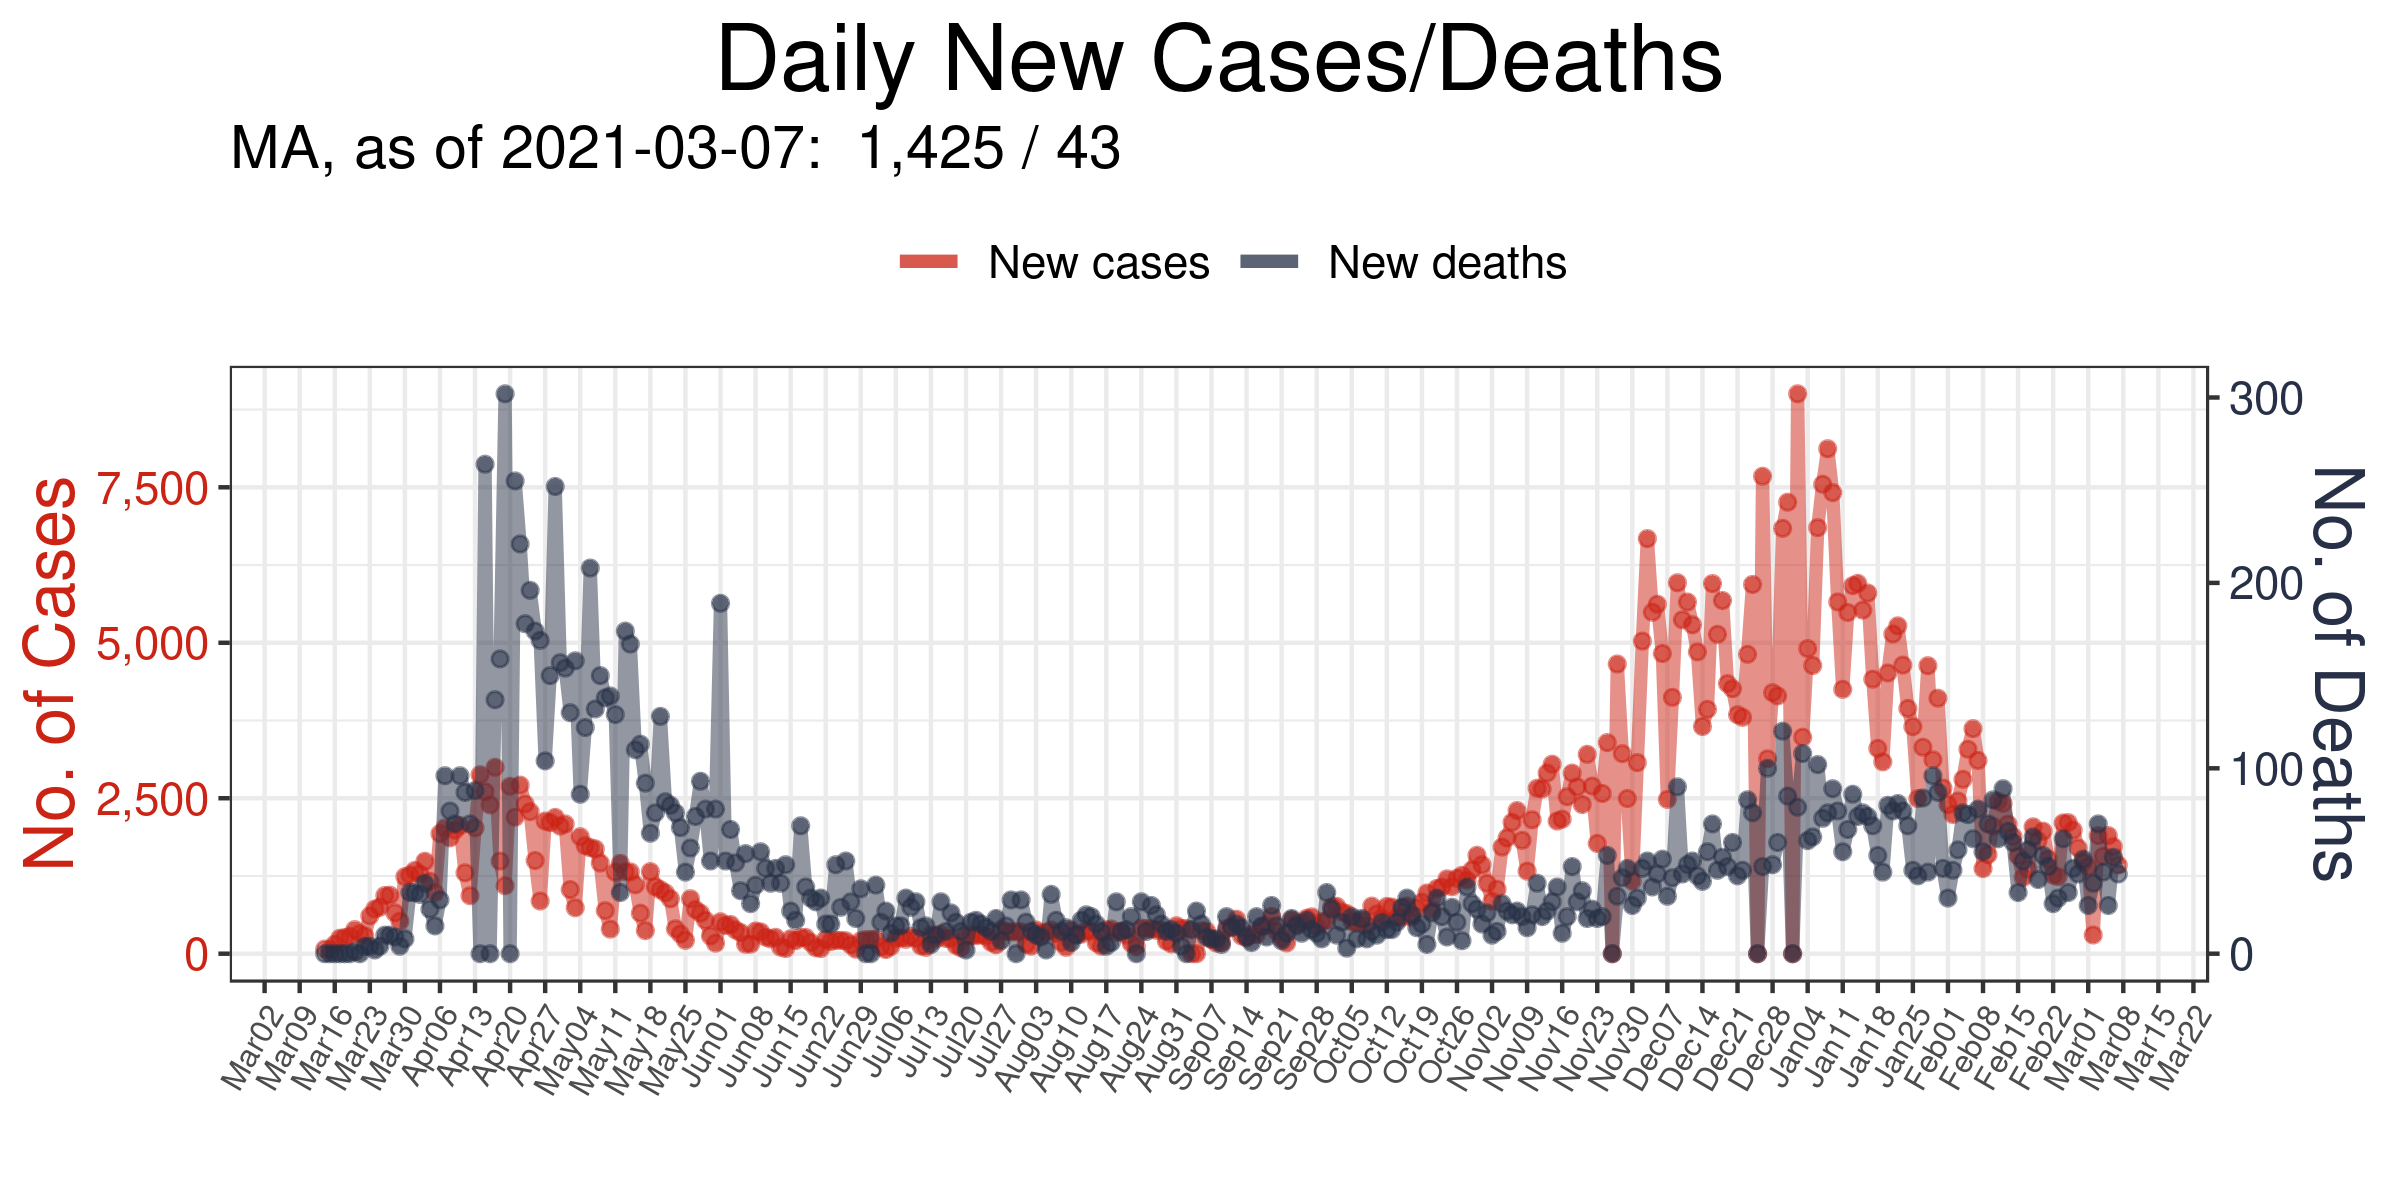 Daily New Cases/Deaths
MA, as of 2021-03-07:  1,425 / 43
New cases
New deaths
No. of Cases
7,500
5,000
2,500
0
300
200
100
0
No. of Deaths
Mar02
Mar09
Mar16
Mar23
Mar30
Apr06
Apr13
Apr20
Apr27
May04
May11
May18
May25
Jun01
Jun08
Jun15
Jun22
Jun29
Jul06
Jul13
Jul20
Jul27
Aug03
Aug10
Aug17
Aug24
Aug31
Sep07
Sep14
Sep21
Sep28
Oct05
Oct12
Oct19
Oct26
Nov02
Nov09
Nov16
Nov23
Nov30
Dec07
Dec14
Dec21
Dec28
Dec04
Jan11
Jan18
Jan25
Feb01
Feb08
Feb15
Feb22
Mar01
Mar08
Mar15
Mar22